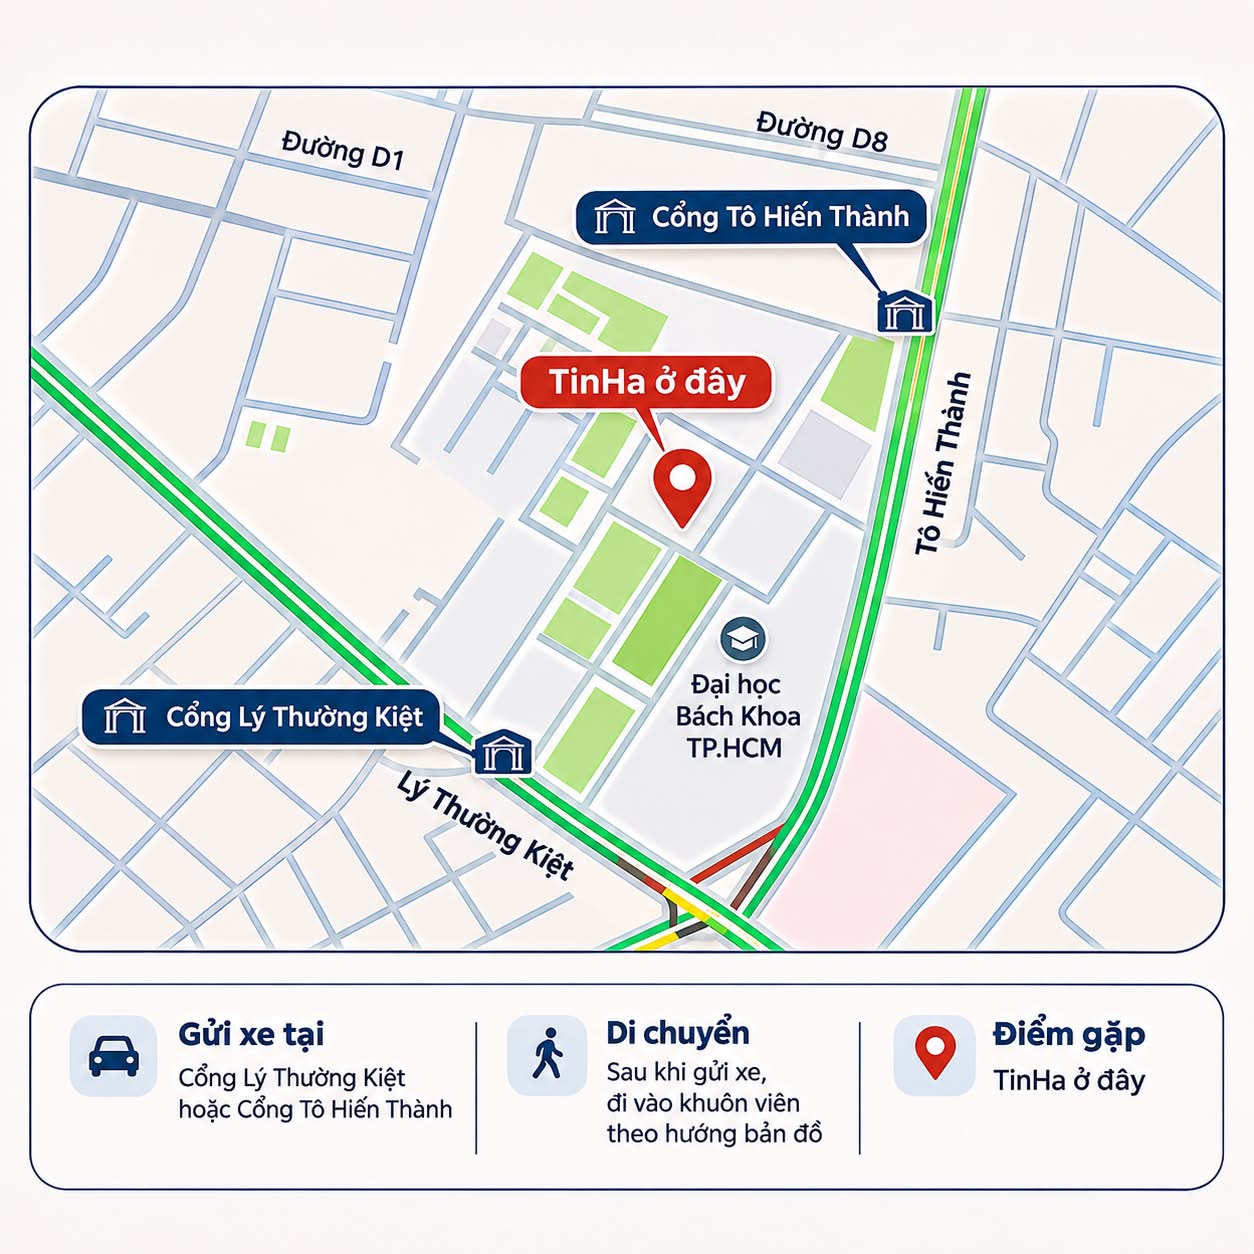 Đường D1
Đường D8
Cổng Tô Hiến Thành
TinHa ở đây
Tô Hiến Thành
Đại học
Bách Khoa
TP.HCM
Cổng Lý Thường Kiệt
Lý Thường Kiệt
Gửi xe tại
Cổng Lý Thường Kiệt
hoặc Cổng Tô Hiến Thành
Di chuyển
Sau khi gửi xe,
đi vào khuôn viên
theo hướng bản đồ
Điểm gặp
TinHa ở đây